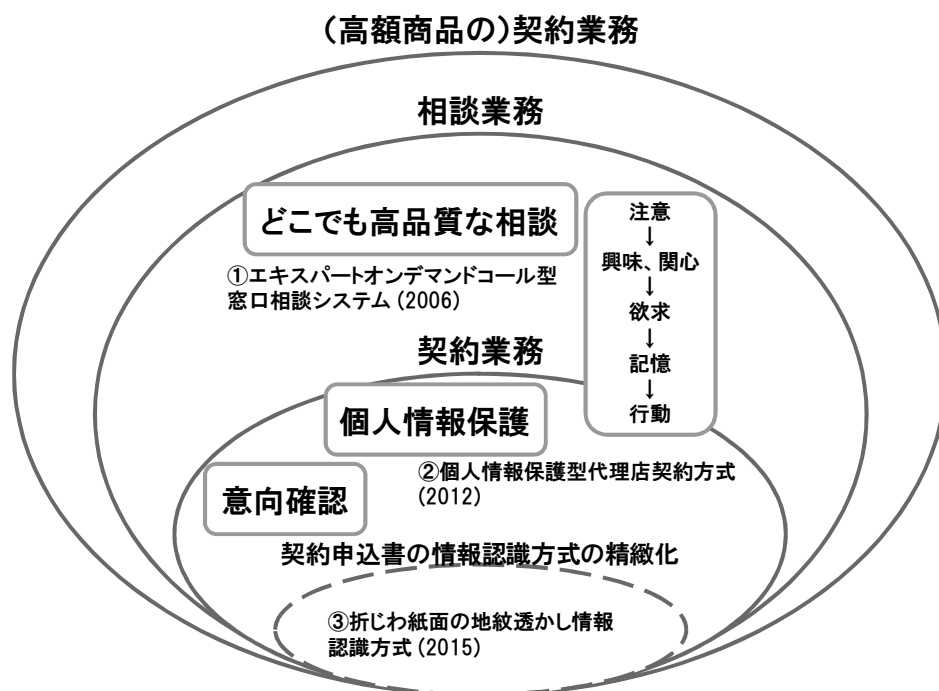 （高額商品の）契約業務
相談業務
どこでも高品質な相談
①エキスパートオンデマンドコール型
窓口相談システム (2006)
注意
↓
興味、関心
↓
欲求
↓
記憶
↓
行動
契約業務
個人情報保護
②個人情報保護型代理店契約方式
(2012)
意向確認
契約申込書の情報認識方式の精緻化
③折じわ紙面の地紋透かし情報
認識方式 (2015)